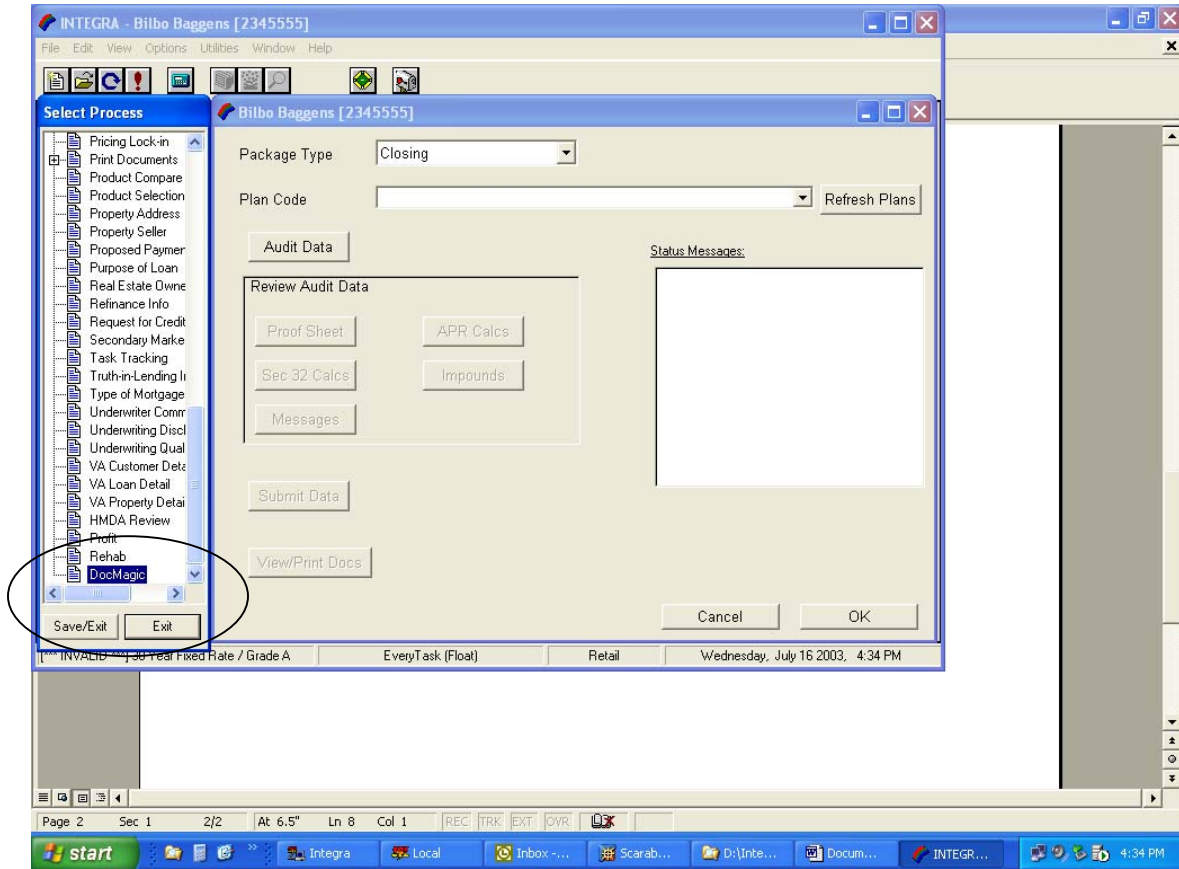 INTEGRA - Bilbo Baggens [2345555]
File Edit View Options Utilities Window Help
Select Process
Pricing Lock-in
Print Documents
Product Compare
Product Selection
Property Address
Property Seller
Proposed Paymer
Purpose of Loan
Real Estate Owne
Refinance Info
Request for Credit
Secondary Marke
Task Tracking
Truth-in-Lending Ir
Type of Mortgage
Underwriter Comm
Underwriting Discl
Underwriting Qual
VA Customer Deta
VA Loan Detail
VA Property Detai
HMDA Review
Profit
Rehab
DocMagic
Save/Exit Exit
Bilbo Baggens [2345555]
Package Type Closing
Plan Code Refresh Plans
Audit Data
Status Messages:
Review Audit Data
Proof Sheet APR Calcs
Sec 32 Calcs Impounds
Messages
Submit Data
View/Print Docs
Cancel OK
[*** INVALID ***] 30 Year Fixed Rate / Grade A EveryTask (Float) Retail Wednesday, July 16 2003, 4:34 PM
Page 2 Sec 1 2/2 At 6.5" Ln 8 Col 1 REC TRK EXT OVR
start Integra Local Inbox -... Scarab... D:\Inte... Docum... INTEGR... 4:34 PM